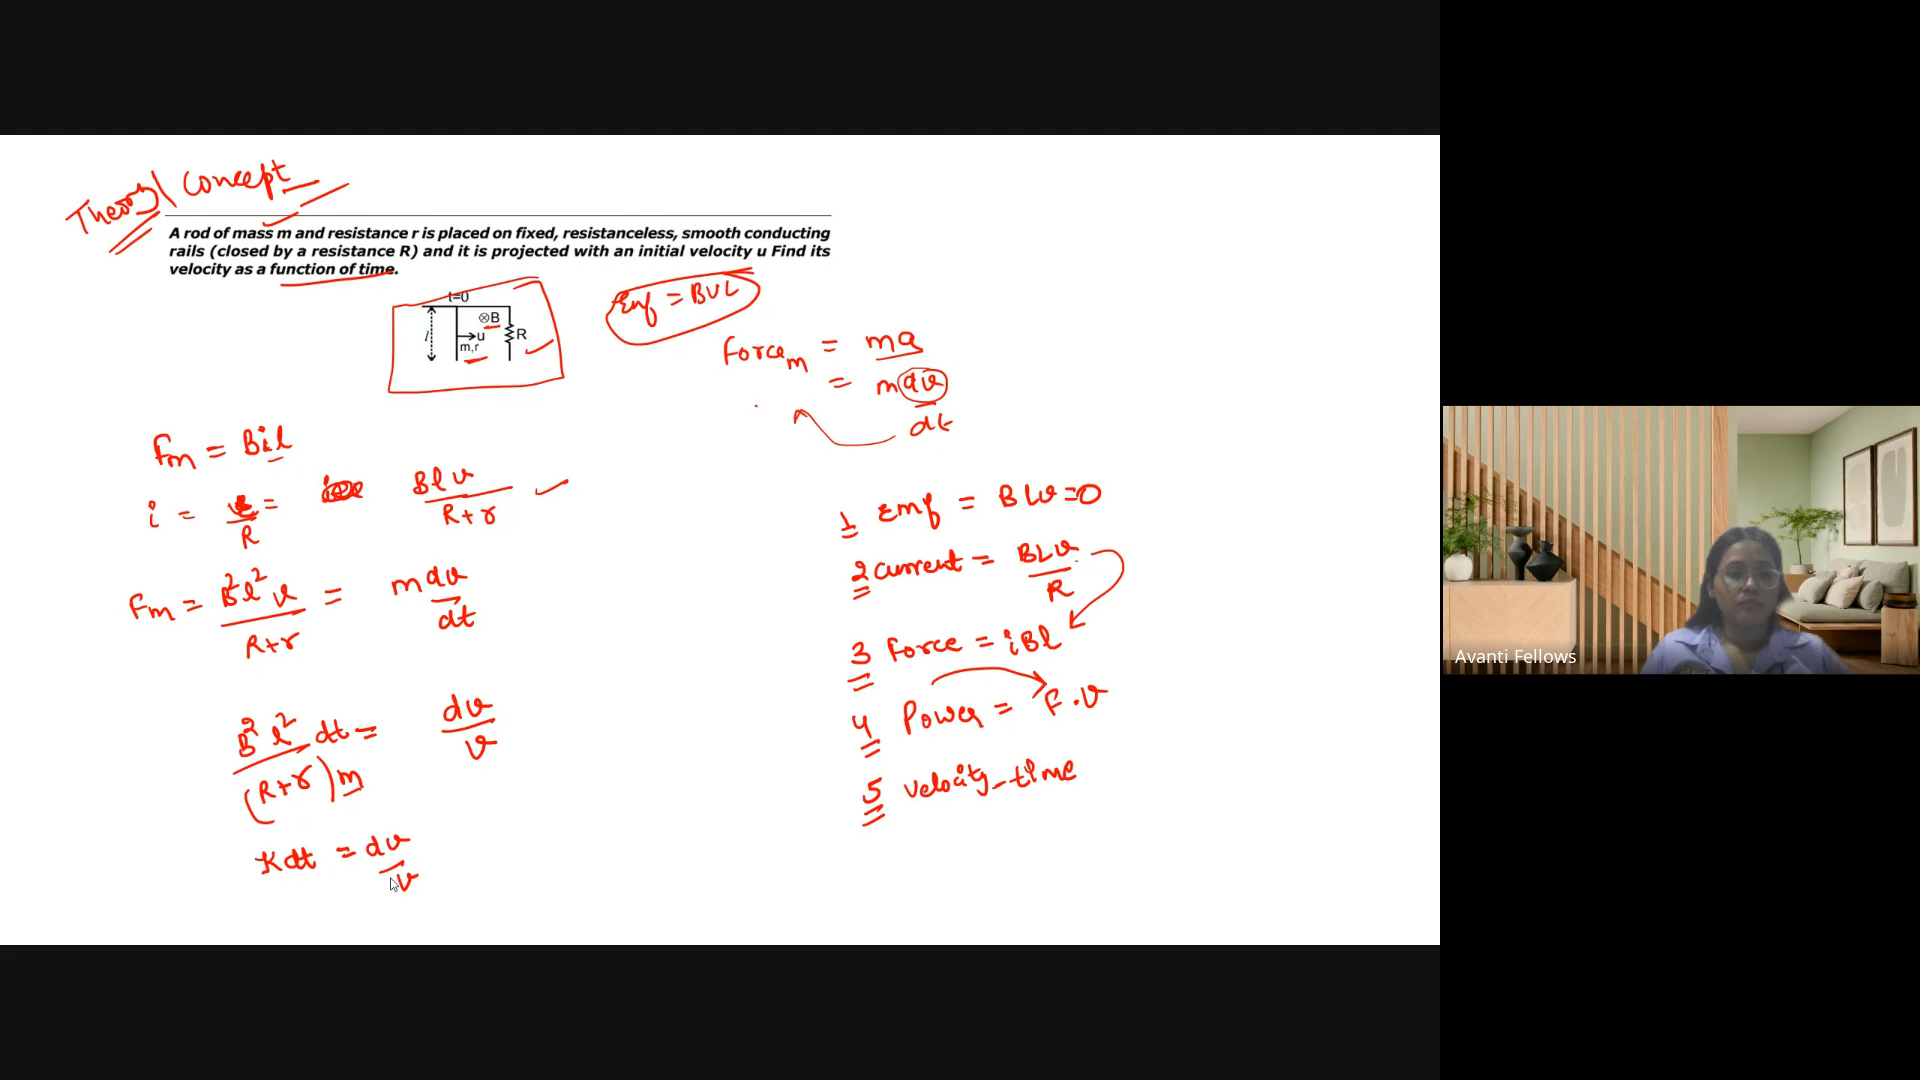 Theory| Concept
A rod of mass m and resistance r is placed on fixed, resistanceless, smooth conducting
rails (closed by a resistance R) and it is projected with an initial velocity u Find its
velocity as a function of time.
t=0
⊗B
l
u
R
m,r
Emf = BVL
Force_m = ma
= m dv/dt
F_m = Bil
i = /R = Blv/(R+r)
F_m = B²l²v/(R+r) = m dv/dt
B²l²/((R+r)m) dt = dv/v
K dt = dv/v
1 Emf = BLv=0
2 current = BLv/R
3 Force = iBl
4 Power = F.v
5 Velocity-time
Avanti Fellows